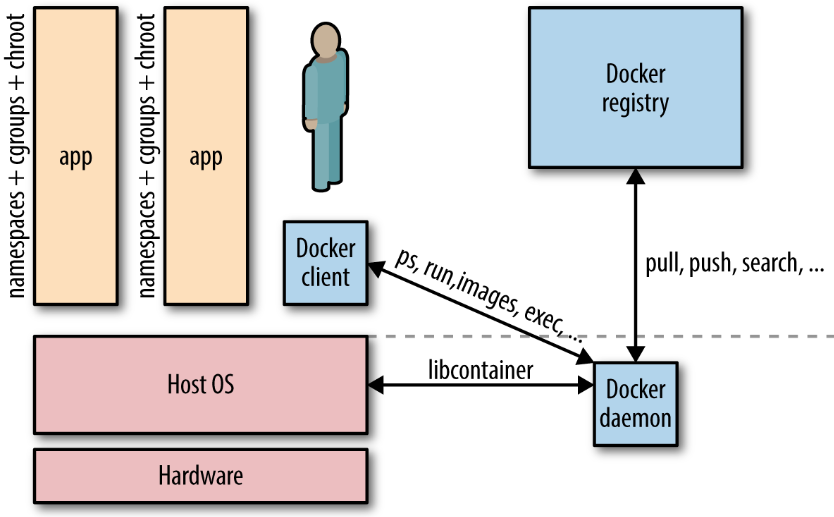 namespaces + cgroups + chroot
app
namespaces + cgroups + chroot
app
Docker
client
Docker
registry
ps, run,images, exec, ...
pull, push, search, ...
Host OS
libcontainer
Docker
daemon
Hardware